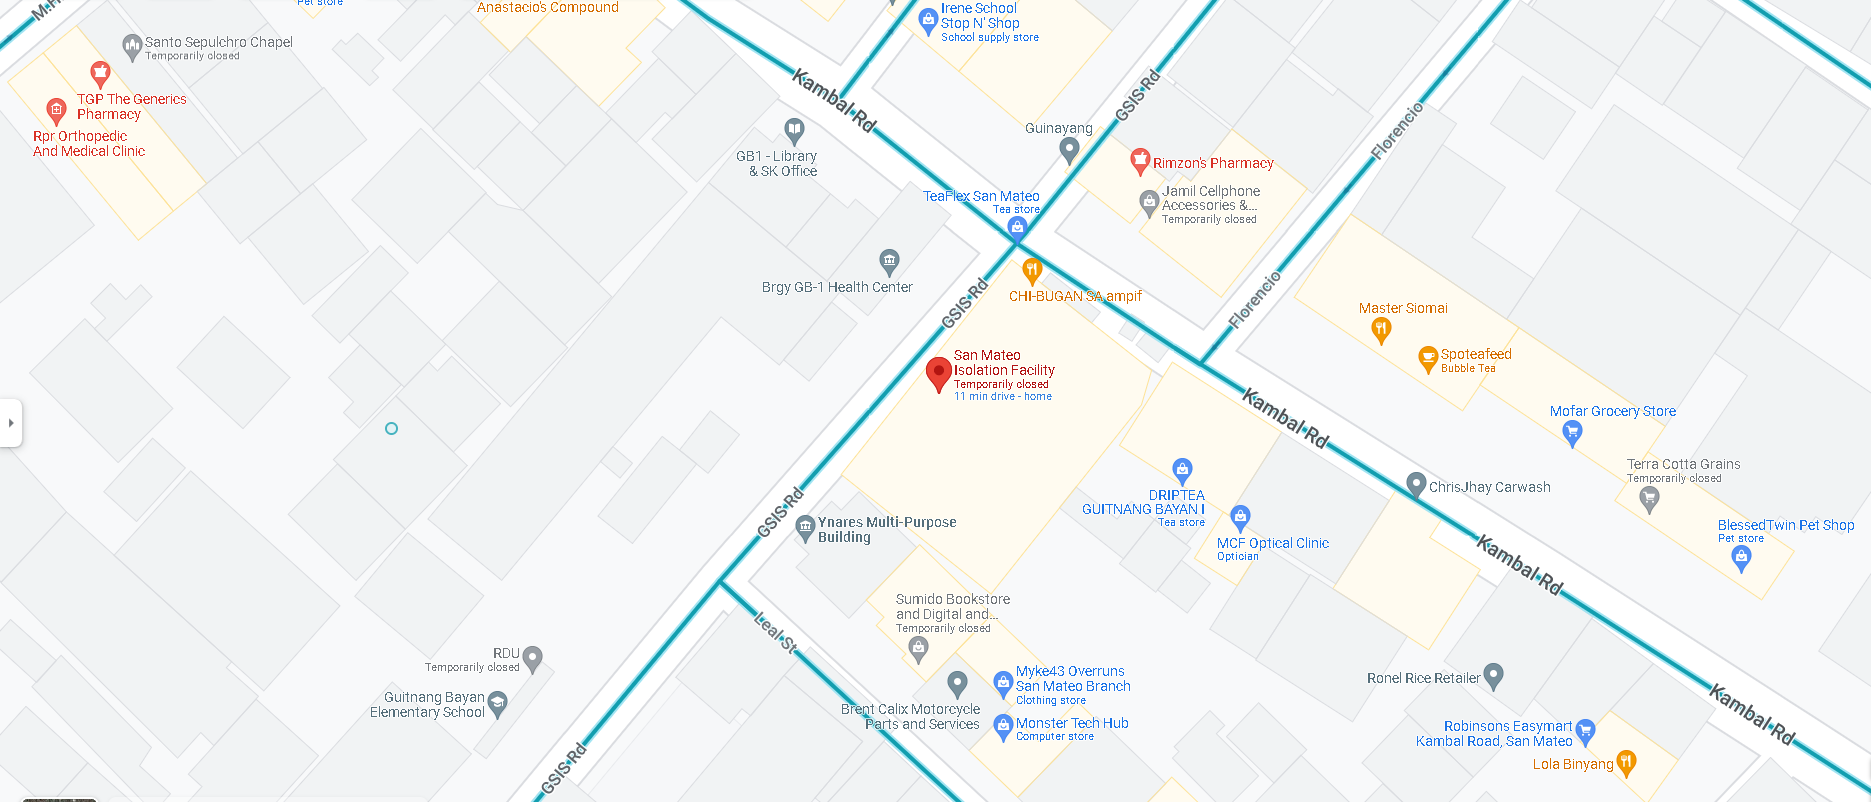 M.H
Pet store
Anastacio's Compound
Irene School
Stop N' Shop
School supply store
Santo Sepulchro Chapel
Temporarily closed
TGP The Generics
Pharmacy
Rpr Orthopedic
And Medical Clinic
Kambal Rd
GSIS Rd
Florencio
GB1 - Library
& SK Office
Guinayang
Rimzon's Pharmacy
Jamil Cellphone
Accessories &...
Temporarily closed
TeaFlex San Mateo
Tea store
Brgy GB-1 Health Center
CHI-BUGAN SA ampif
GSIS Rd
Florencio
Master Siomai
Spoteafeed
Bubble Tea
San Mateo
Isolation Facility
Temporarily closed
11 min drive - home
Kambal Rd
Mofar Grocery Store
Terra Cotta Grains
Temporarily closed
ChrisJhay Carwash
DRIPTEA
GUITNANG BAYAN I
Tea store
MCF Optical Clinic
Optician
BlessedTwin Pet Shop
Pet store
GSIS Rd
Ynares Multi-Purpose
Building
Kambal Rd
Sumido Bookstore
and Digital and...
Temporarily closed
Leal St
RDU
Temporarily closed
Guitnang Bayan
Elementary School
Myke43 Overruns
San Mateo Branch
Clothing store
Brent Calix Motorcycle
Parts and Services
Monster Tech Hub
Computer store
Ronel Rice Retailer
Kambal Rd
Robinsons Easymart
Kambal Road, San Mateo
Lola Binyang
GSIS Rd